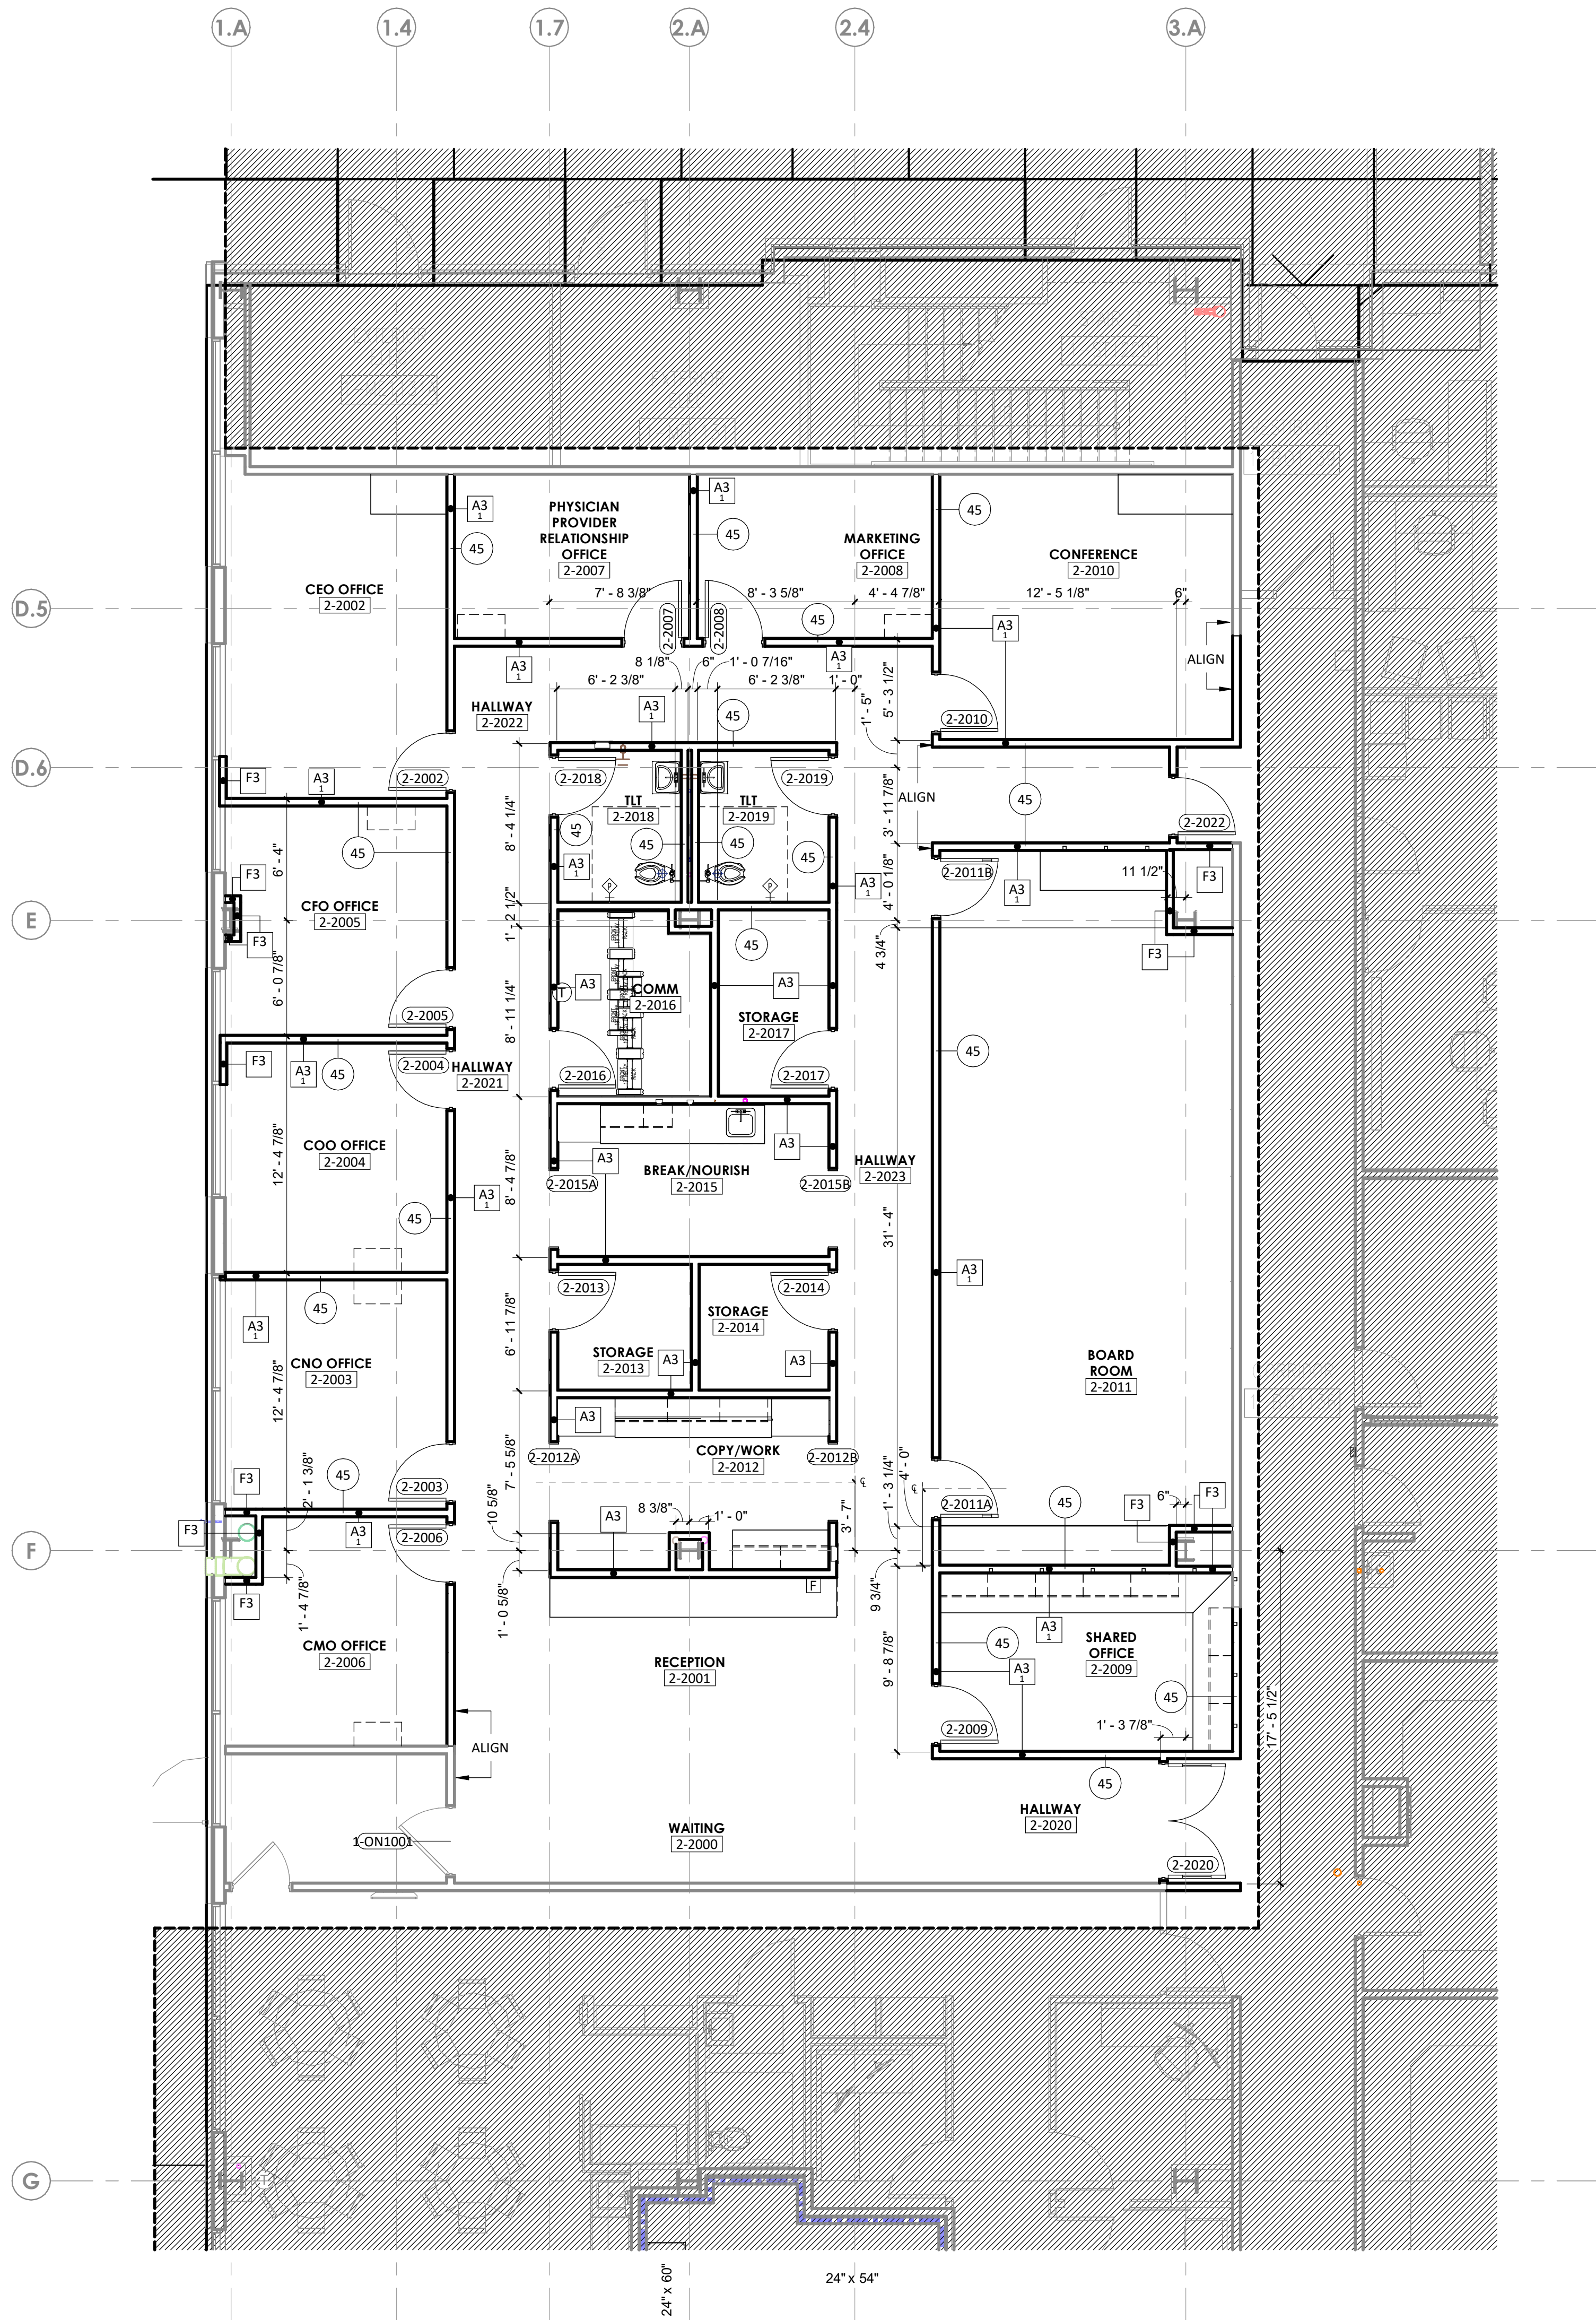 1.A
1.4
1.7
2.A
2.4
3.A
D.5
D.6
E
F
G
CEO OFFICE
2-2002
A3
1
45
PHYSICIAN
PROVIDER
RELATIONSHIP
OFFICE
2-2007
A3
1
45
MARKETING
OFFICE
2-2008
45
CONFERENCE
2-2010
7' - 8 3/8"
8' - 3 5/8"
4' - 4 7/8"
12' - 5 1/8"
6"
2-2007
2-2008
45
A3
1
A3
1
A3
1
ALIGN
8 1/8"
6"
1' - 0 7/16"
6' - 2 3/8"
6' - 2 3/8"
1' - 0"
1' - 5"
5' - 3 1/2"
HALLWAY
2-2022
A3
1
45
2-2010
F3
A3
1
2-2002
2-2018
2-2019
TLT
2-2018
TLT
2-2019
ALIGN
45
3' - 11 7/8"
2-2022
45
6' - 4"
8' - 4 1/4"
45
45
45
45
A3
1
A3
1
P
P
2-2011B
A3
1
11 1/2"
F3
4' - 0 1/8"
F3
CFO OFFICE
2-2005
F3
F3
1' - 2 1/2"
45
4 3/4"
6' - 0 7/8"
8' - 11 1/4"
A3
T
COMM
2-2016
A3
STORAGE
2-2017
2-2005
F3
A3
1
45
2-2004
HALLWAY
2-2021
2-2016
2-2017
45
COO OFFICE
2-2004
12' - 4 7/8"
A3
1
45
8' - 4 7/8"
A3
A3
BREAK/NOURISH
2-2015
2-2015A
2-2015B
HALLWAY
2-2023
31' - 4"
A3
1
45
A3
1
2-2013
2-2014
STORAGE
2-2014
STORAGE
2-2013
A3
A3
6' - 11 7/8"
CNO OFFICE
2-2003
12' - 4 7/8"
BOARD
ROOM
2-2011
A3
2-2012A
2-2012B
COPY/WORK
2-2012
7' - 5 5/8"
2' - 1 3/8"
45
2-2003
F3
F3
A3
1
2-2006
10 5/8"
8 3/8"
1' - 0"
A3
3' - 7"
1' - 3 1/4"
4' - 0"
2-2011A
45
6"
F3
F3
F3
1' - 4 7/8"
1' - 0 5/8"
F
9 3/4"
A3
1
CMO OFFICE
2-2006
RECEPTION
2-2001
9' - 8 7/8"
45
A3
1
SHARED
OFFICE
2-2009
45
2-2009
1' - 3 7/8"
17' - 5 1/2"
ALIGN
45
1-ON1001
WAITING
2-2000
HALLWAY
2-2020
2-2020
24" x 60"
24" x 54"